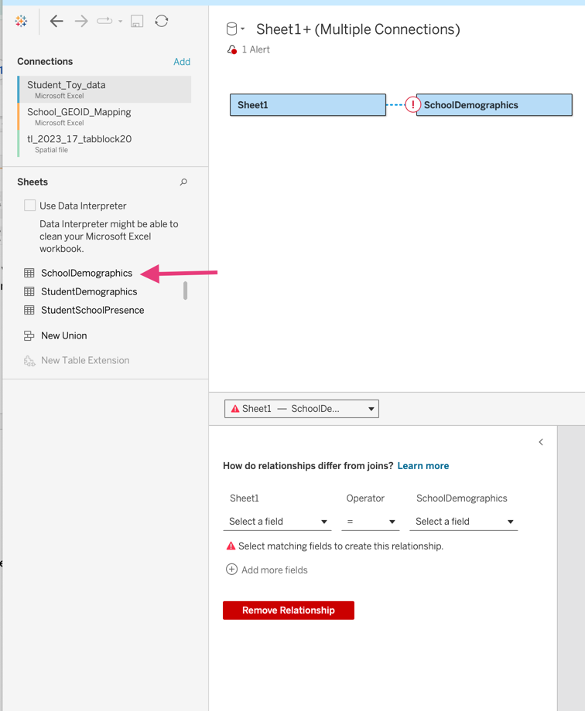 Sheet1+ (Multiple Connections)
1 Alert
Connections
Add
Student_Toy_data
Microsoft Excel
School_GEOID_Mapping
Microsoft Excel
tl_2023_17_tabblock20
Spatial file
Sheets
Use Data Interpreter
Data Interpreter might be able to
clean your Microsoft Excel
workbook.
SchoolDemographics
StudentDemographics
StudentSchoolPresence
New Union
New Table Extension
Sheet1
SchoolDemographics
Sheet1 — SchoolDe...
How do relationships differ from joins? Learn more
Sheet1 Operator SchoolDemographics
Select a field = Select a field
Select matching fields to create this relationship.
Add more fields
Remove Relationship